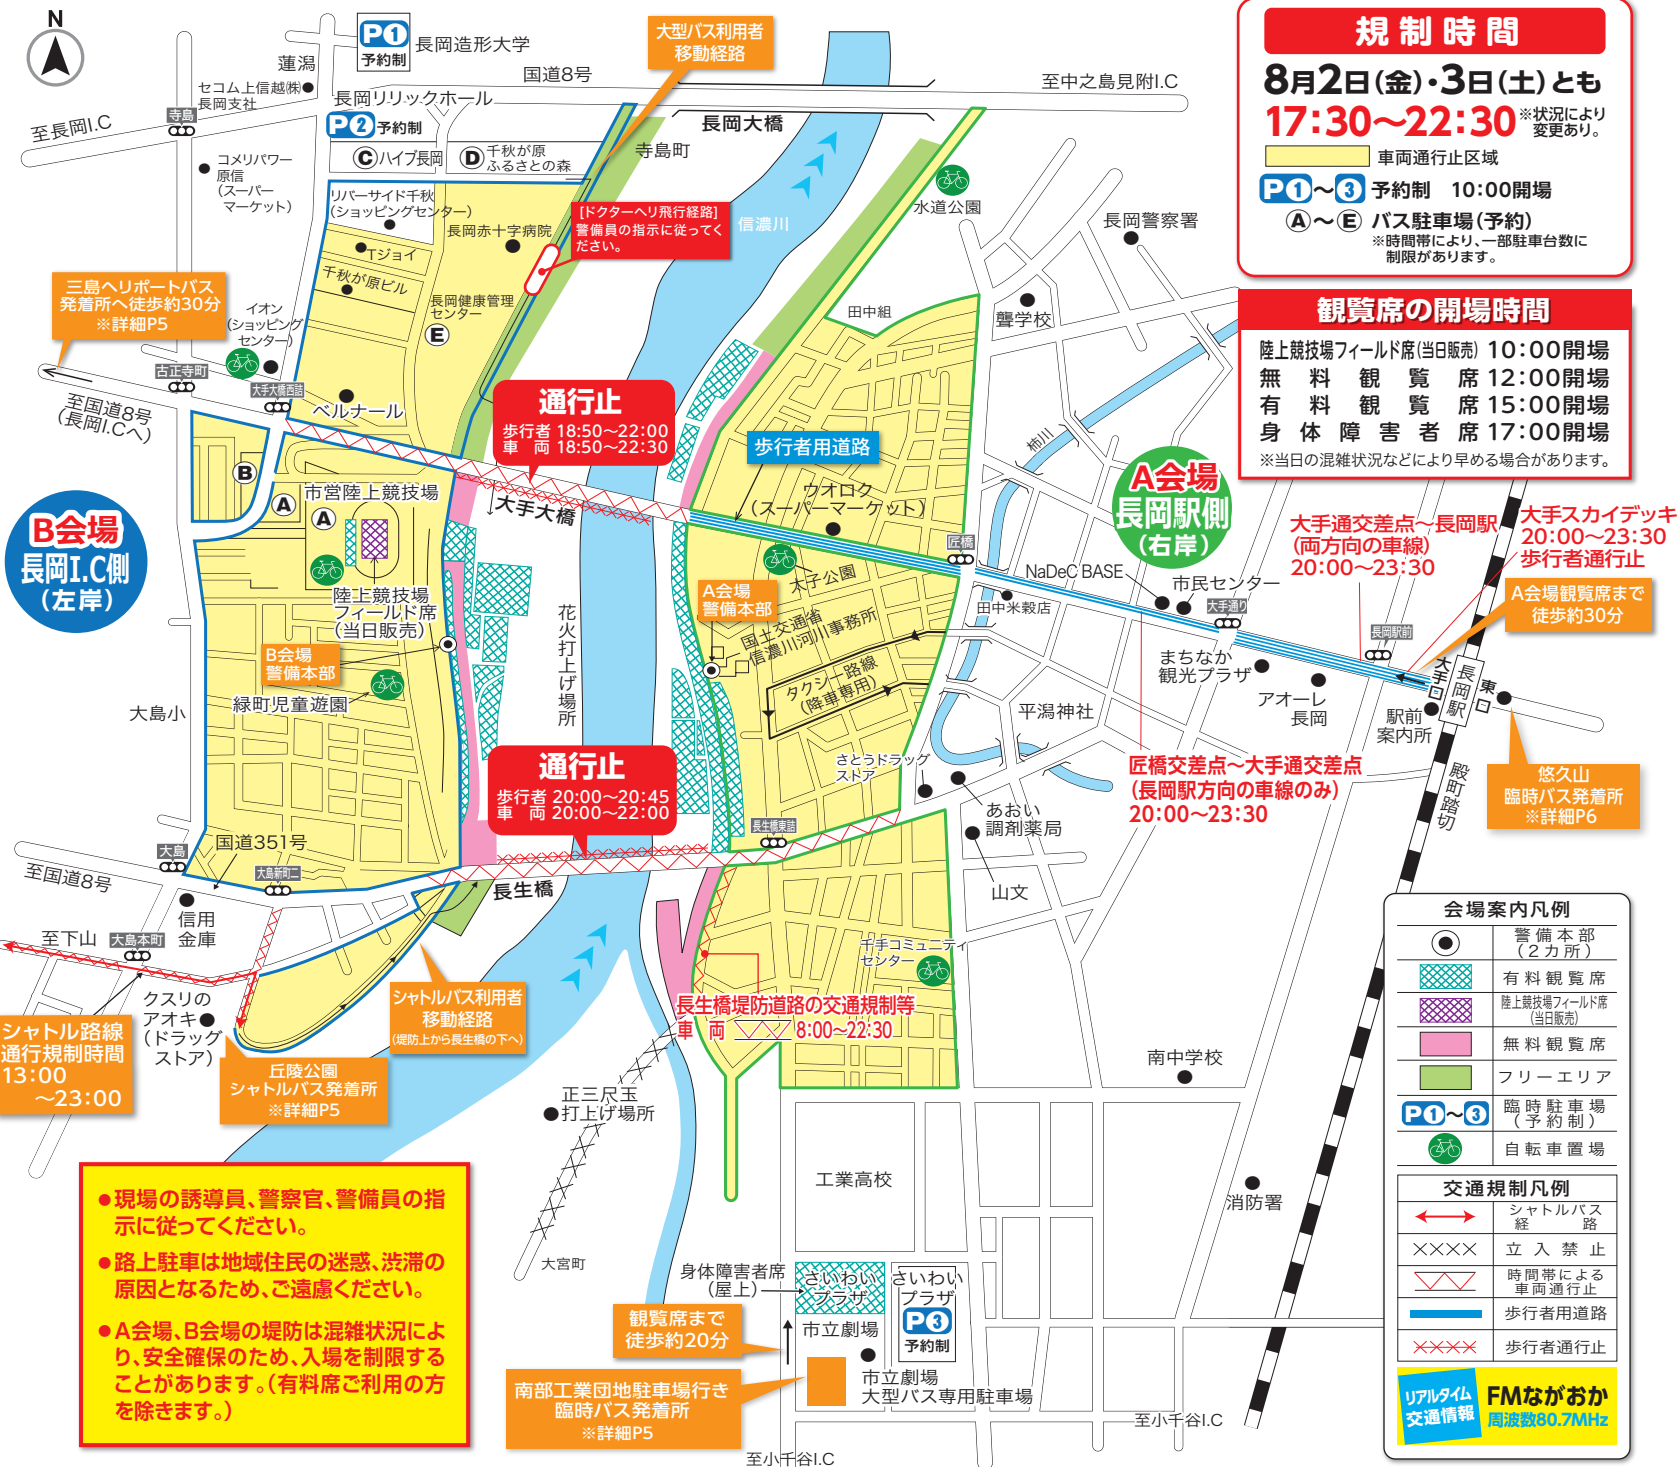 N
P1
予約制
長岡造形大学
蓮潟
セコム上信越㈱
長岡支社
大型バス利用者
移動経路
国道8号
至中之島見附I.C
至長岡I.C
寺島
長岡リリックホール
P2 予約制
Cハイブ長岡
D 千秋が原
ふるさとの森
長岡大橋
寺島町
コメリパワー
原信
(スーパー
マーケット)
リバーサイド千秋
(ショッピングセンター)
長岡赤十字病院
Tジョイ
千秋が原ビル
[ドクターヘリ飛行経路]
警備員の指示に従ってく
ださい。
信濃川
水道公園
長岡警察署
規制時間
8月2日(金)・3日(土)とも
17:30〜22:30
※状況により
変更あり。
車両通行止区域
P1〜3 予約制 10:00開場
A〜E バス駐車場(予約)
※時間帯により、一部駐車台数に
制限があります。
三島ヘリポートバス
発着所へ徒歩約30分
※詳細P5
イオン
(ショッピング
センター)
長岡健康管理
センター
E
田中組
聾学校
観覧席の開場時間
陸上競技場フィールド席(当日販売) 10:00開場
無料観覧席 12:00開場
有料観覧席 15:00開場
身体障害者席 17:00開場
※当日の混雑状況などにより早める場合があります。
古正寺町
大手大橋西詰
至国道8号
(長岡I.Cへ)
ベルナール
通行止
歩行者 18:50〜22:00
車両 18:50〜22:30
歩行者用道路
柿川
B
A
A
市営陸上競技場
大手大橋
ウオロク
(スーパーマーケット)
A会場
長岡駅側
(右岸)
大手通交差点〜長岡駅
(両方向の車線)
20:00〜23:30
大手スカイデッキ
20:00〜23:30
歩行者通行止
B会場
長岡I.C側
(左岸)
匠橋
太子公園
NaDeC BASE
市民センター
大手通り
田中米穀店
A会場観覧席まで
徒歩約30分
陸上競技場
フィールド席
(当日販売)
花火打上げ場所
A会場
警備本部
国土交通省
信濃川河川事務所
長岡駅前
まちなか
観光プラザ
大手口
長岡駅
東口
B会場
警備本部
タクシー路線
(降車専用)
アオーレ
長岡
緑町児童遊園
大島小
平潟神社
駅前
案内所
通行止
歩行者 20:00〜20:45
車両 20:00〜22:00
さとうドラッグ
ストア
匠橋交差点〜大手通交差点
(長岡駅方向の車線のみ)
20:00〜23:30
殿町踏切
悠久山
臨時バス発着所
※詳細P6
あおい
調剤薬局
長生橋東詰
国道351号
大島
大島新町二
至国道8号
長生橋
山文
信用
金庫
至下山
大島本町
千手コミュニティ
センター
クスリの
アオキ
(ドラッグ
ストア)
シャトルバス利用者
移動経路
(堤防上から長生橋の下へ)
長生橋堤防道路の交通規制等
車両 8:00〜22:30
シャトル路線
通行規制時間
13:00
〜23:00
丘陵公園
シャトルバス発着所
※詳細P5
正三尺玉
打上げ場所
南中学校
会場案内凡例
警備本部
(2カ所)
有料観覧席
陸上競技場フィールド席
(当日販売)
無料観覧席
フリーエリア
P1〜3 臨時駐車場
(予約制)
自転車置場
交通規制凡例
シャトルバス
経路
立入禁止
時間帯による
車両通行止
歩行者用道路
歩行者通行止
リアルタイム
交通情報
FMながおか
周波数80.7MHz
●現場の誘導員、警察官、警備員の指
示に従ってください。
●路上駐車は地域住民の迷惑、渋滞の
原因となるため、ご遠慮ください。
●A会場、B会場の堤防は混雑状況によ
り、安全確保のため、入場を制限する
ことがあります。(有料席ご利用の方
を除きます。)
工業高校
消防署
大宮町
身体障害者席
(屋上)
さいわい
プラザ
さいわい
プラザ
P3
予約制
観覧席まで
徒歩約20分
市立劇場
市立劇場
大型バス専用駐車場
南部工業団地駐車場行き
臨時バス発着所
※詳細P5
至小千谷I.C
至小千谷I.C